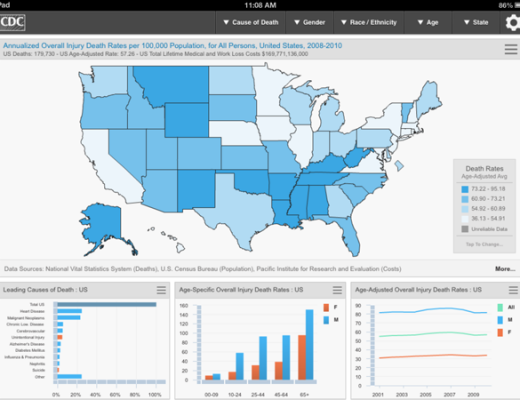 Pad
11:08 AM
86%
CDC
Cause of Death
Gender
Race / Ethnicity
Age
State
Annualized Overall Injury Death Rates per 100,000 Population, for All Persons, United States, 2008-2010
US Deaths: 179,730 - US Age-Adjusted Rate: 57.26 - US Total Lifetime Medical and Work Loss Costs $169,771,136,000
Death Rates
Age-Adjusted Avg
73.22 - 95.18
60.90 - 73.21
54.92 - 60.89
36.13 - 54.91
Unreliable Data
Tap To Change...
Data Sources: National Vital Statistics System (Deaths), U.S. Census Bureau (Population), Pacific Institute for Research and Evaluation (Costs)
More...
Leading Causes of Death : US
Total US
Heart Disease
Malignant Neoplasms
Chron Low. Disease
Cerebrovascular
Unintentional Injury
Alzheimer's Disease
Diabetes Mellitus
Influenza & Pneumonia
Suicide
Other
0%
20%
40%
60%
80%
100%
Age-Specific Overall Injury Death Rates : US
160
140
120
100
80
60
40
20
0
00-09
10-24
25-44
45-64
65+
F
M
Age-Adjusted Overall Injury Death Rates : US
90
80
70
60
50
40
30
20
10
0
2001
2003
2005
2007
2009
All
M
F